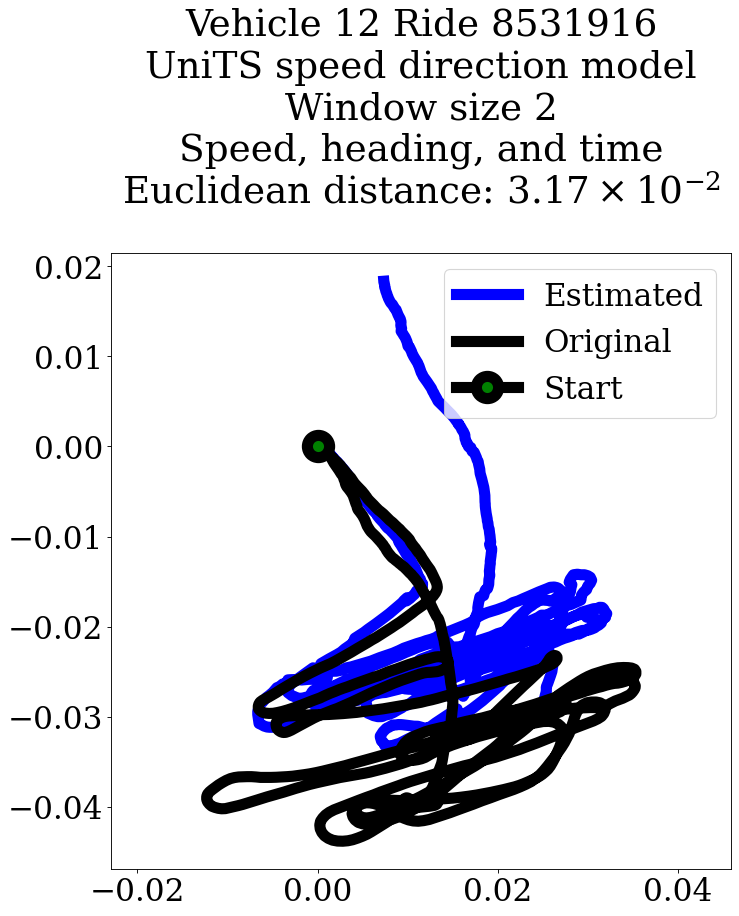 Vehicle 12 Ride 8531916
UniTS speed direction model
Window size 2
Speed, heading, and time
Euclidean distance: $3.17 \times 10^{-2}$
Estimated
Original
Start
0.02
0.01
0.00
−0.01
−0.02
−0.03
−0.04
−0.02 0.00 0.02 0.04